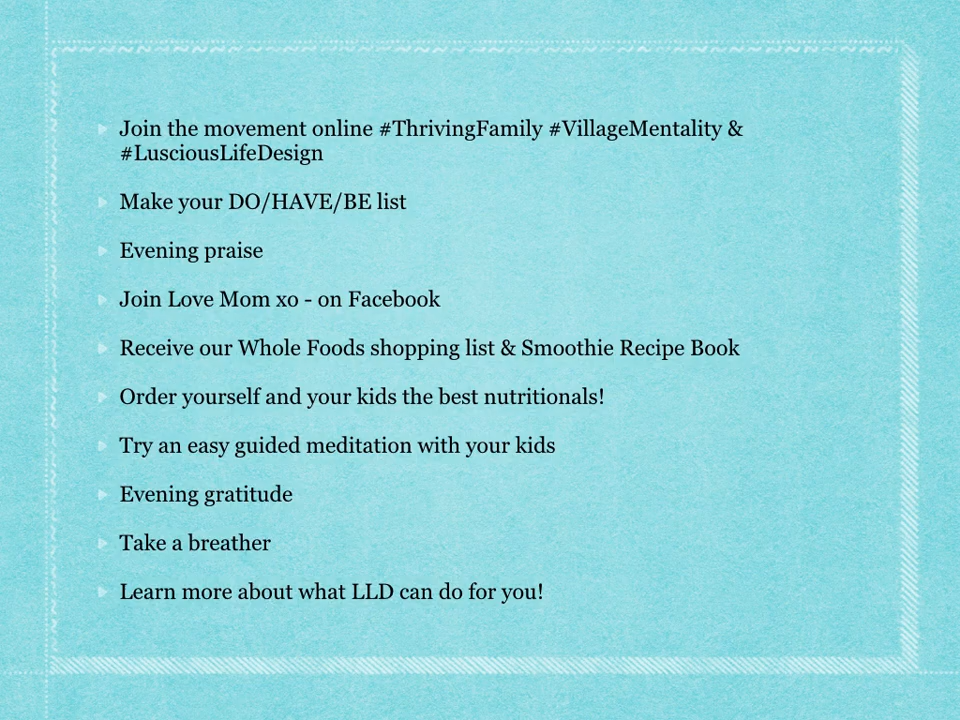 Join the movement online #ThrivingFamily #VillageMentality &
#LusciousLifeDesign
Make your DO/HAVE/BE list
Evening praise
Join Love Mom xo - on Facebook
Receive our Whole Foods shopping list & Smoothie Recipe Book
Order yourself and your kids the best nutritionals!
Try an easy guided meditation with your kids
Evening gratitude
Take a breather
Learn more about what LLD can do for you!